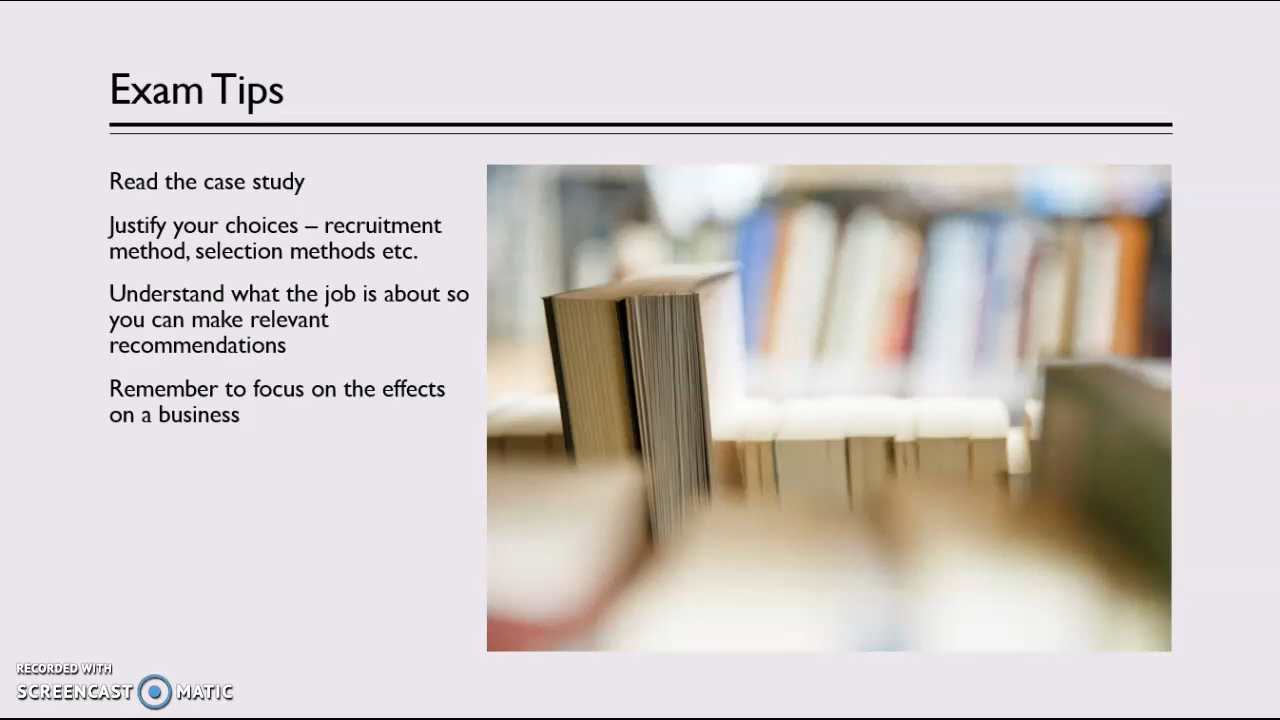 Exam Tips
Read the case study
Justify your choices – recruitment
method, selection methods etc.
Understand what the job is about so
you can make relevant
recommendations
Remember to focus on the effects
on a business
RECORDED WITH
SCREENCAST MATIC